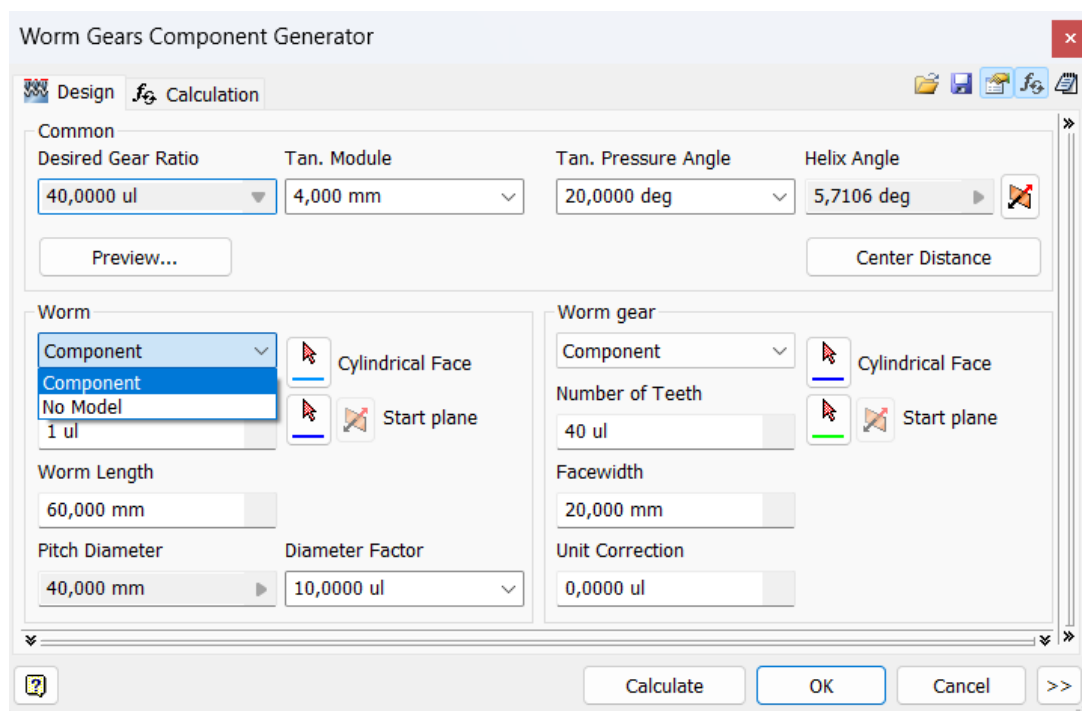 Worm Gears Component Generator
Design
Calculation
Common
Desired Gear Ratio Tan. Module Tan. Pressure Angle Helix Angle
40,0000 ul 4,000 mm 20,0000 deg 5,7106 deg
Preview... Center Distance
Worm Worm gear
Component Cylindrical Face Component Cylindrical Face
Component Number of Teeth
No Model Start plane Start plane
1 ul 40 ul
Worm Length Facewidth
60,000 mm 20,000 mm
Pitch Diameter Diameter Factor Unit Correction
40,000 mm 10,0000 ul 0,0000 ul
Calculate OK Cancel >>